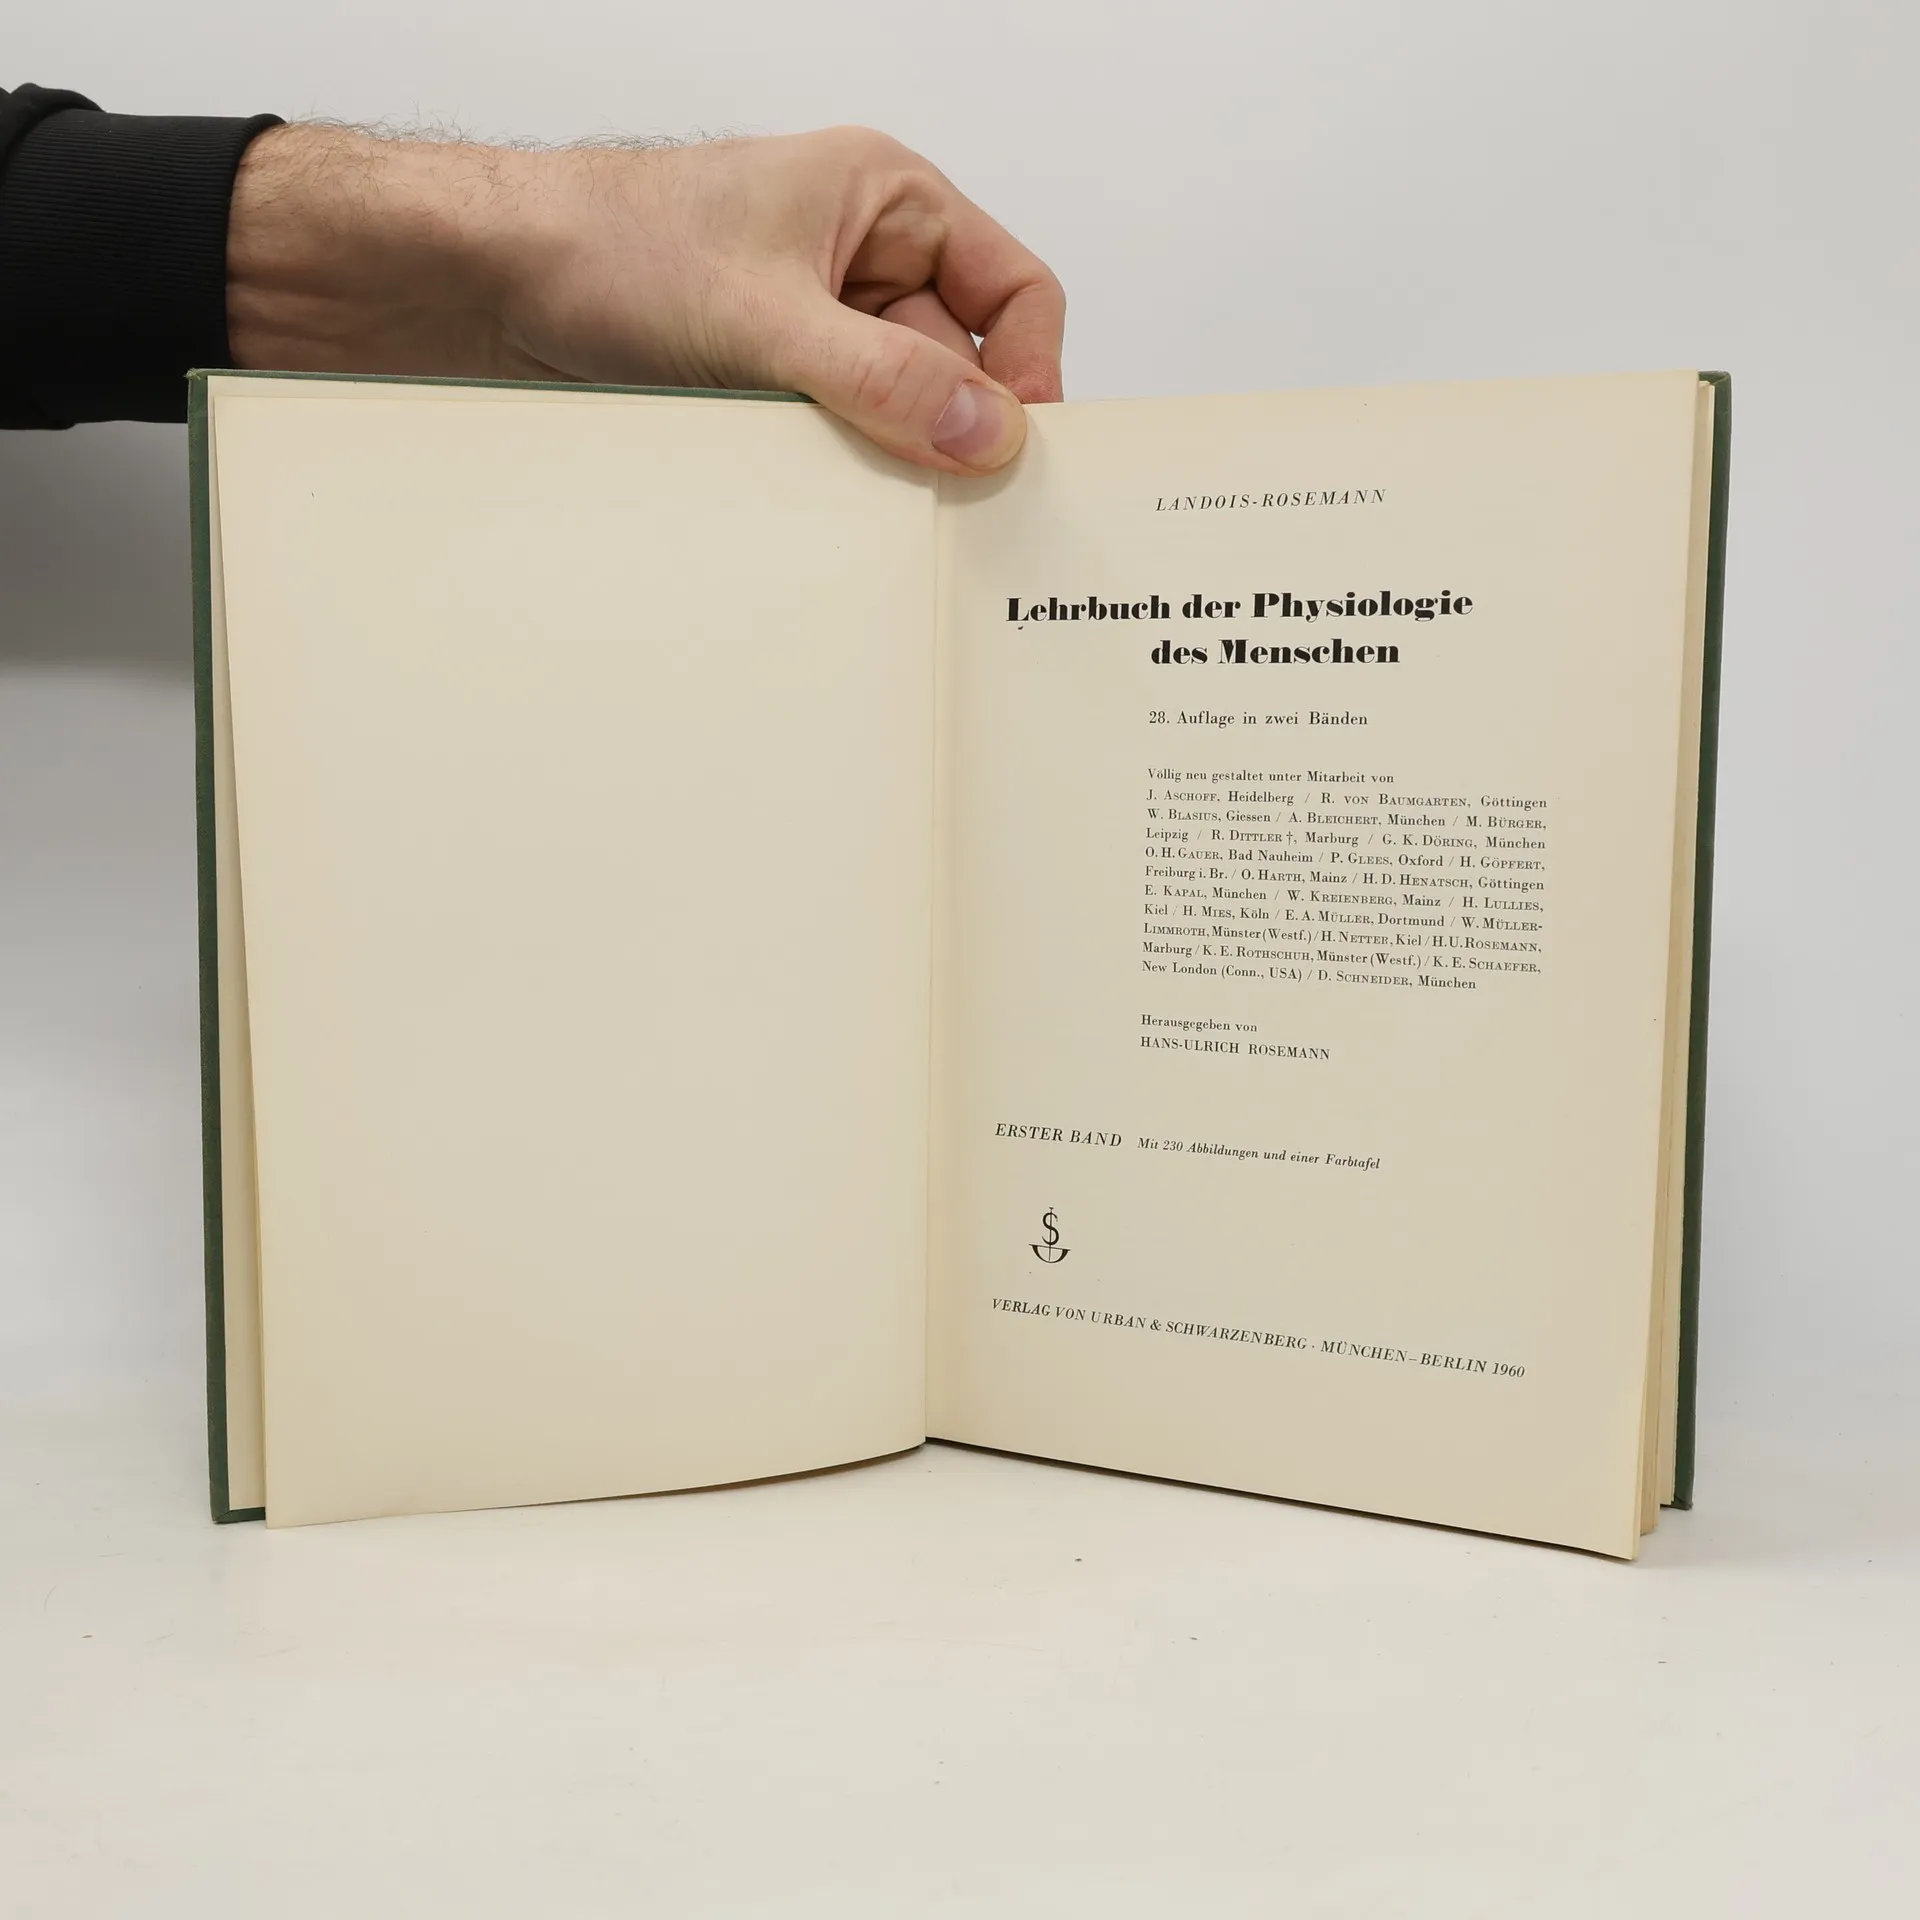 LANDOIS-ROSEMANN
Lehrbuch der Physiologie
des Menschen
28. Auflage in zwei Bänden
Völlig neu gestaltet unter Mitarbeit von
J. ASCHOFF, Heidelberg / R. VON BAUMGARTEN, Göttingen
W. BLASIUS, Giessen / A. BLEICHERT, München / M. BÜRGER,
Leipzig / R. DITTLER †, Marburg / G. K. DÖRING, München
O. H. GAUER, Bad Nauheim / P. GLEES, Oxford / H. GÖPFERT,
Freiburg i. Br. / O. HARTH, Mainz / H. D. HENATSCH, Göttingen
E. KAPAL, München / W. KREIENBERG, Mainz / H. LULLIES,
Kiel / H. MIES, Köln / E. A. MÜLLER, Dortmund / W. MÜLLER-
LIMMROTH, Münster (Westf.) / H. NETTER, Kiel / H. U. ROSEMANN,
Marburg / K. E. ROTHSCHUH, Münster (Westf.) / K. E. SCHAEFER,
New London (Conn., USA) / D. SCHNEIDER, München
Herausgegeben von
HANS-ULRICH ROSEMANN
ERSTER BAND Mit 230 Abbildungen und einer Farbtafel
VERLAG VON URBAN & SCHWARZENBERG · MÜNCHEN–BERLIN 1960